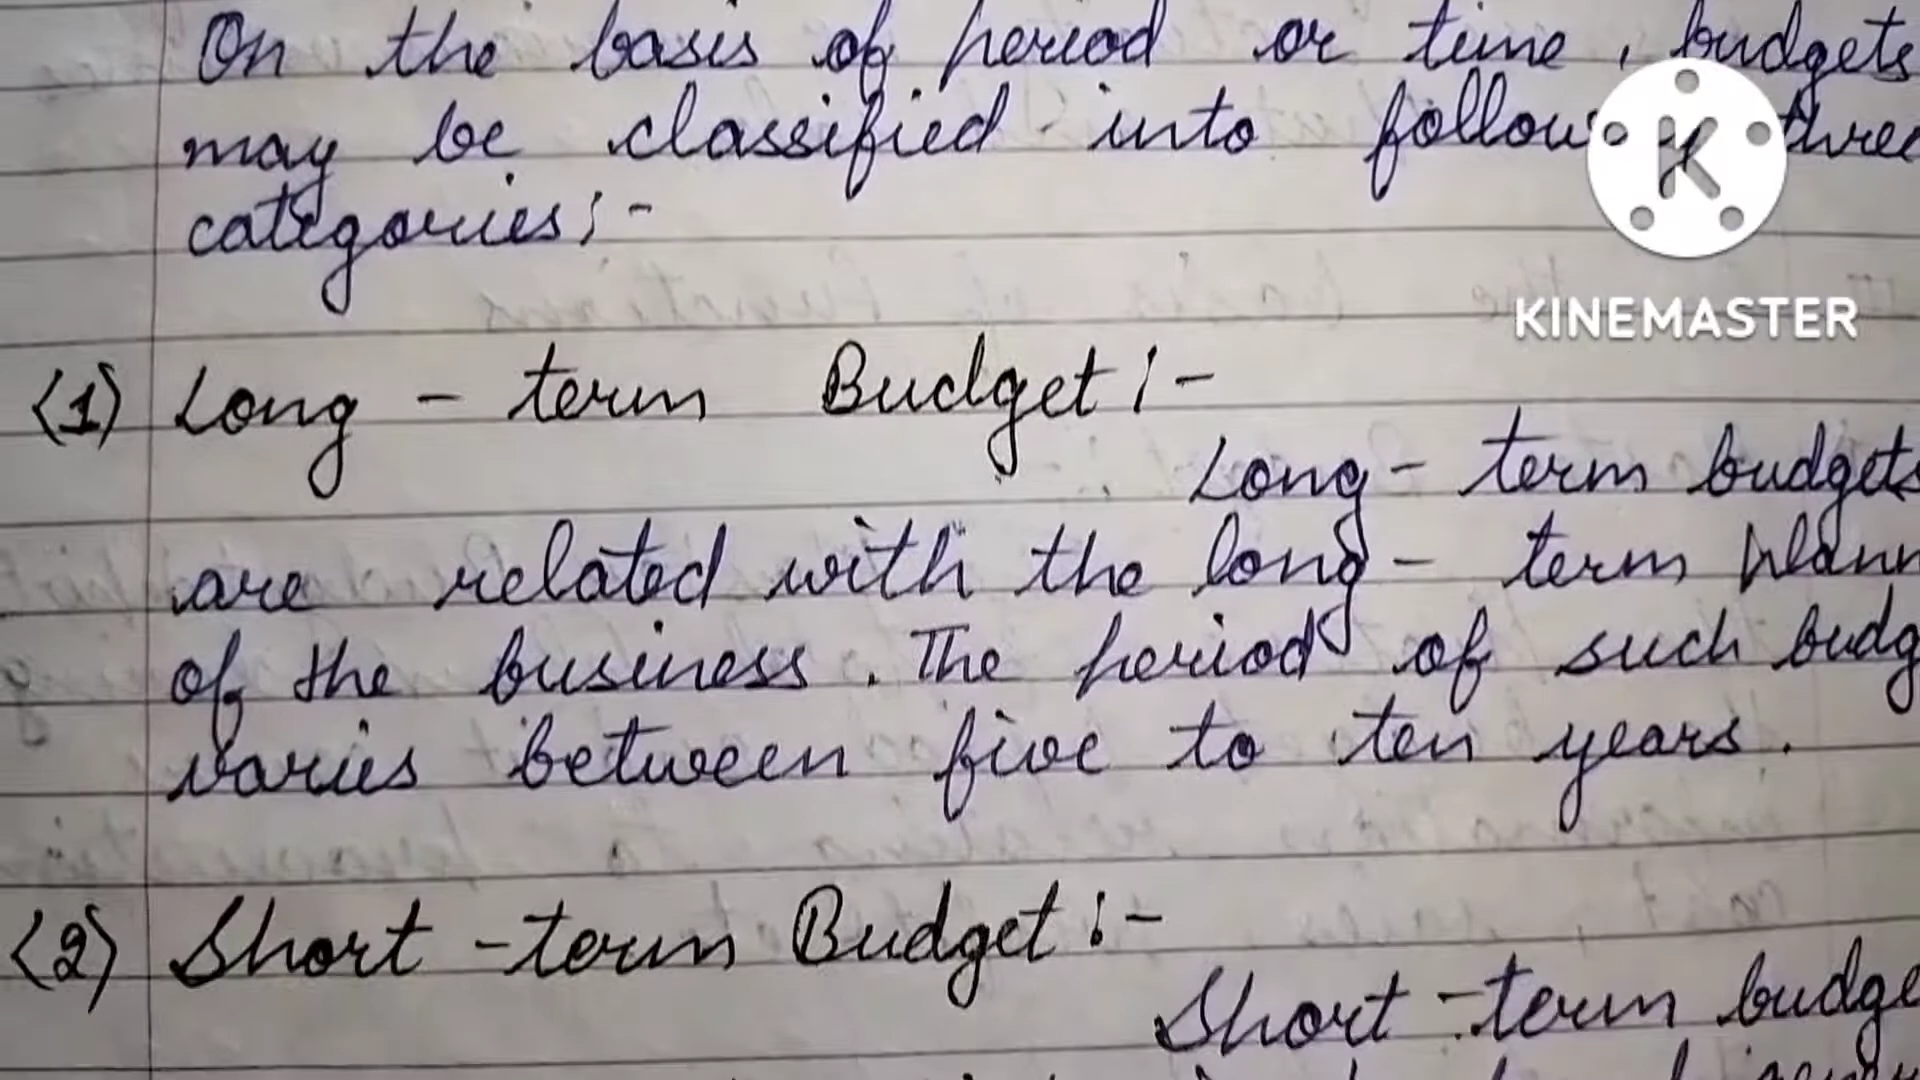 On the basis of period or time, budgets
may be classified into three
categories :-
KINEMASTER
(1) Long - term Budget :-
Long - term budgets
are related with the long - term plann
of the business. The period of such budg
varies between five to ten years.
(2) Short - term Budget :-
Short - term budge